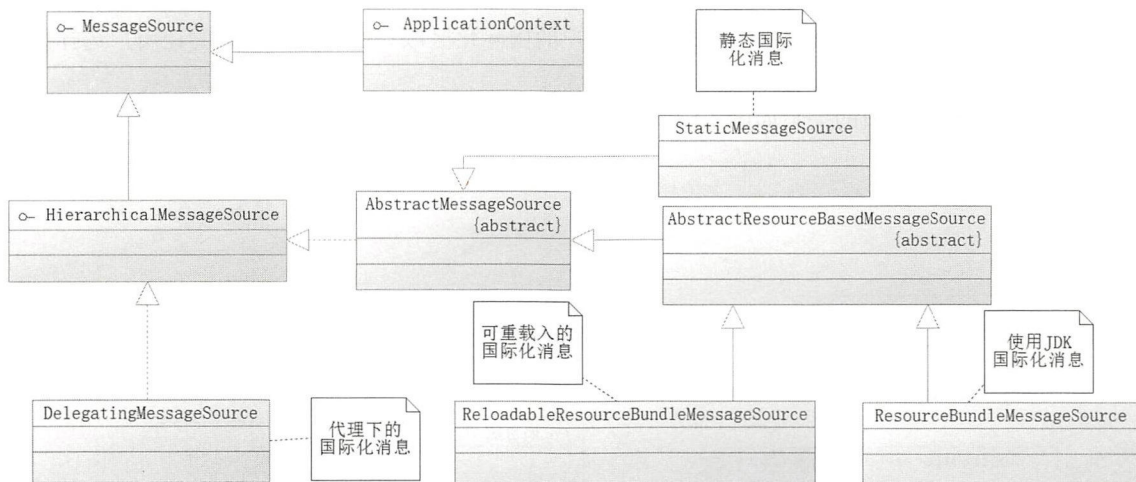 MessageSource
ApplicationContext
静态国际
化消息
StaticMessageSource
HierarchicalMessageSource
AbstractMessageSource
{abstract}
AbstractResourceBasedMessageSource
{abstract}
可重载入的
国际化消息
使用JDK
国际化消息
DelegatingMessageSource
代理下的
国际化消息
ReloadableResourceBundleMessageSource
ResourceBundleMessageSource